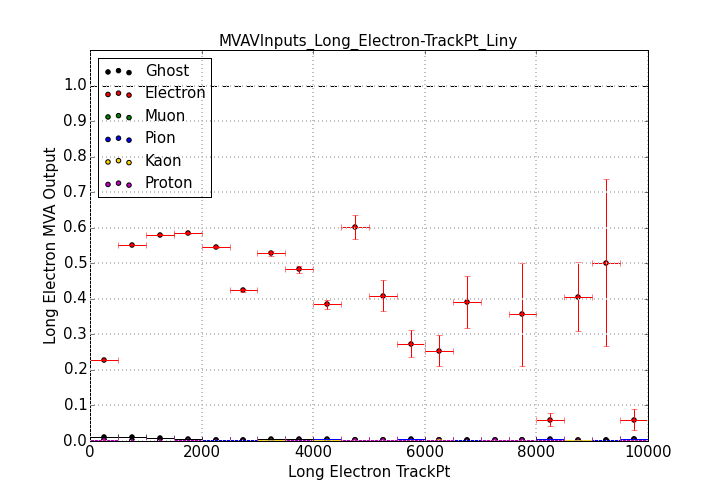 MVAVInputs_Long_Electron-TrackPt_Liny
Ghost
Electron
Muon
Pion
Kaon
Proton
1.0
0.9
0.8
0.7
0.6
0.5
0.4
0.3
0.2
0.1
0.0
Long Electron MVA Output
0 2000 4000 6000 8000 10000
Long Electron TrackPt